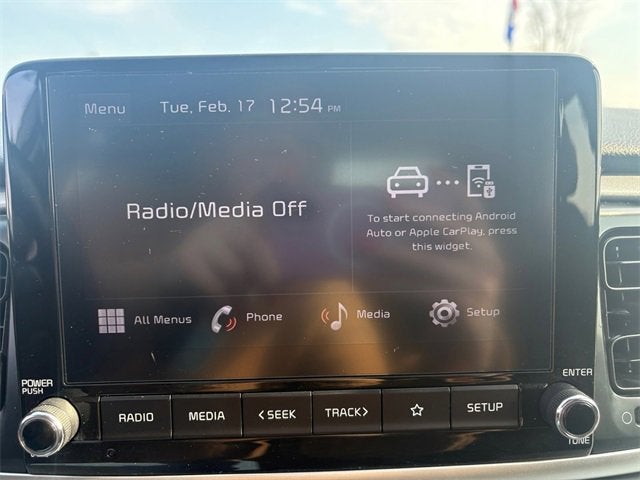 Menu
Tue, Feb. 17 12:54 PM
Radio/Media Off
To start connecting Android
Auto or Apple CarPlay, press
this widget.
All Menus
Phone
Media
Setup
POWER
PUSH
ENTER
RADIO
MEDIA
<SEEK
TRACK>
SETUP
TUNE